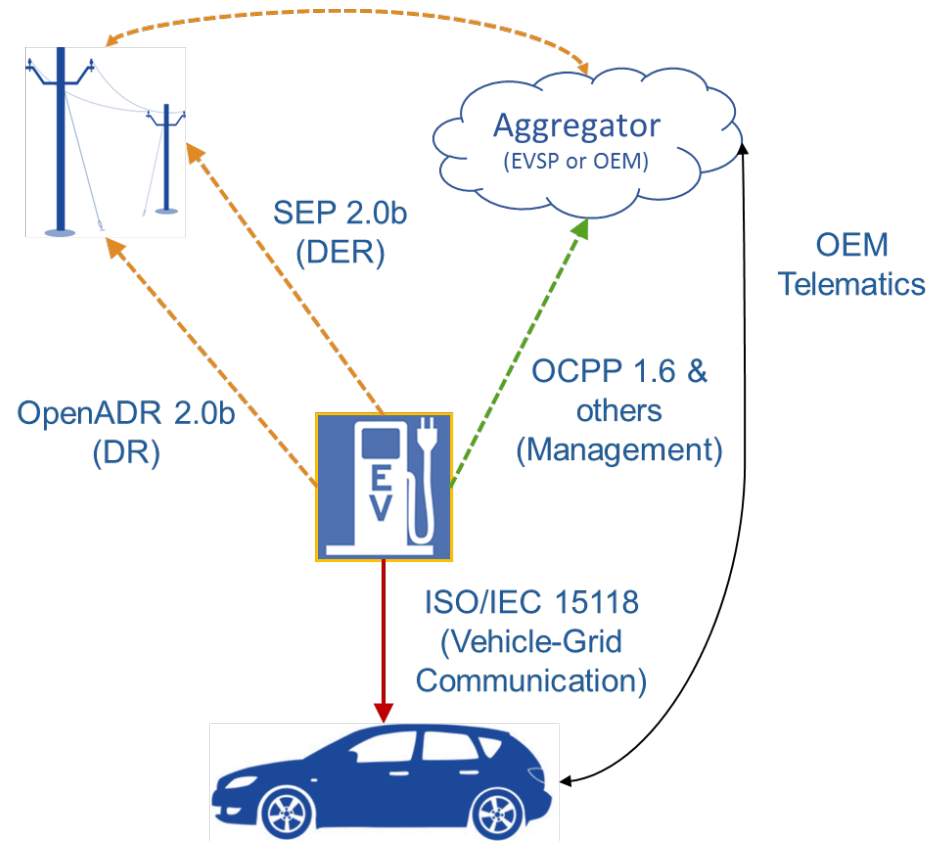 Aggregator
(EVSP or OEM)
SEP 2.0b
(DER)
OEM
Telematics
OCPP 1.6 &
others
(Management)
OpenADR 2.0b
(DR)
E
V
ISO/IEC 15118
(Vehicle-Grid
Communication)